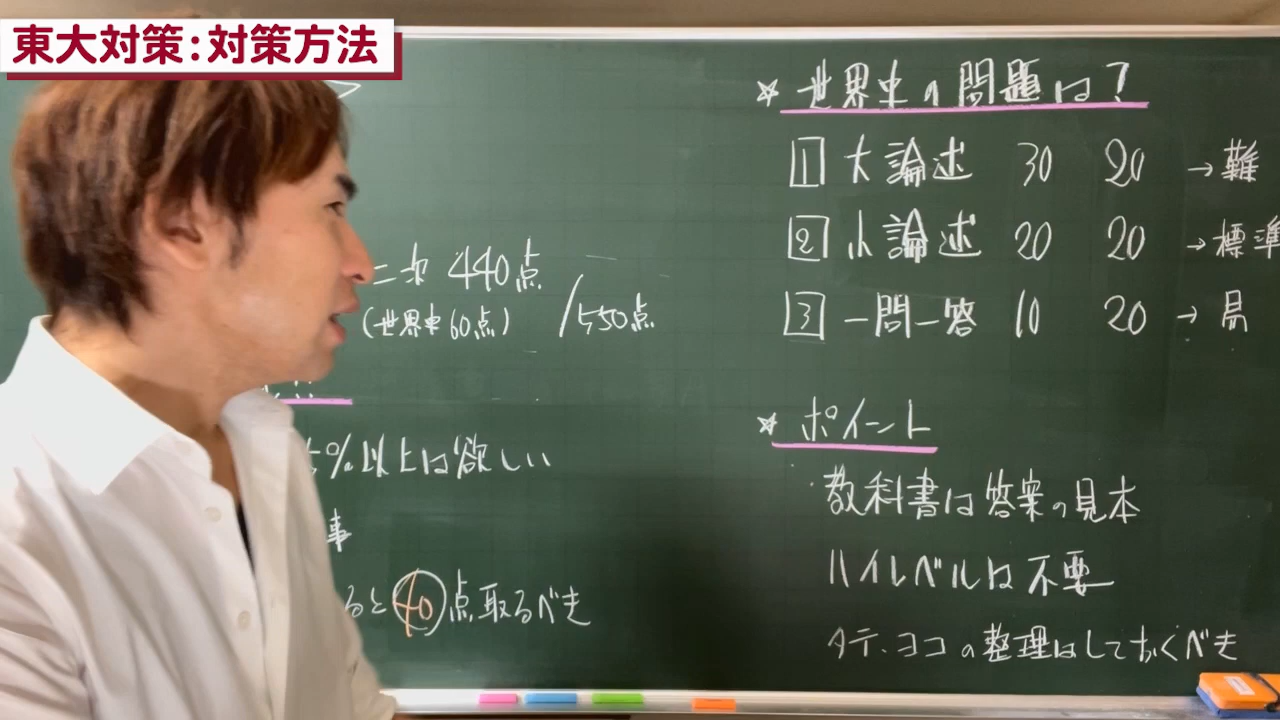 東大対策:対策方法
二次 440点
(世界史60点) /550点
%以上は欲しい
事
ると40点取るべき
☆ 世界史の問題は?
1 大論述 30 20 →難
2 小論述 20 20 →標準
3 一問一答 10 20 →易
☆ ポイント
・教科書は答案の見本
ハイレベルは不要
タテ・ヨコの整理はしておくべき